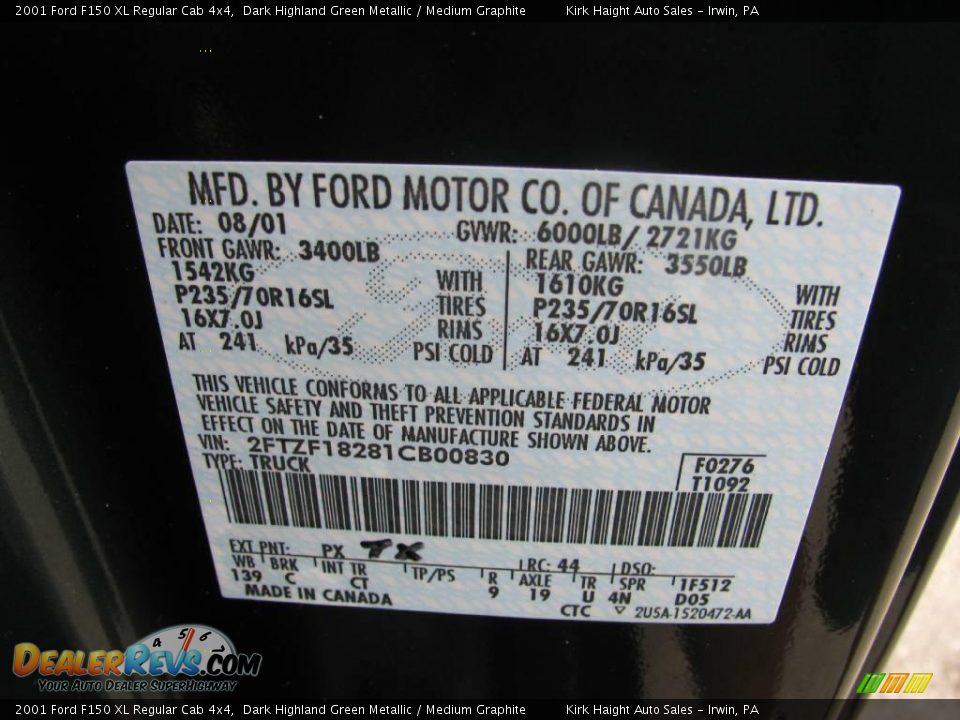 2001 Ford F150 XL Regular Cab 4x4, Dark Highland Green Metallic / Medium Graphite Kirk Haight Auto Sales - Irwin, PA
MFD. BY FORD MOTOR CO. OF CANADA, LTD.
DATE: 08/01 GVWR: 6000LB/ 2721KG
FRONT GAWR: 3400LB REAR GAWR: 3550LB
1542KG WITH 1610KG WITH
P235/70R16SL TIRES P235/70R16SL TIRES
16X7.0J RIMS 16X7.0J RIMS
AT 241 kPa/35 PSI COLD AT 241 kPa/35 PSI COLD
THIS VEHICLE CONFORMS TO ALL APPLICABLE FEDERAL MOTOR
VEHICLE SAFETY AND THEFT PREVENTION STANDARDS IN
EFFECT ON THE DATE OF MANUFACTURE SHOWN ABOVE.
VIN: 2FTZF18281CB00830
TYPE: TRUCK F0276
T1092
EXT PNT: PX 7X RC: 44 DSO:
WB BRK INT TR TP/PS R AXLE TR SPR 1F512
139 C CT 9 19 U 4N D05
MADE IN CANADA CTC ▽ 2U5A-1520472-AA
4 5 6
DEALERREVS.COM
YOUR AUTO DEALER SUPERHIGHWAY
2001 Ford F150 XL Regular Cab 4x4, Dark Highland Green Metallic / Medium Graphite Kirk Haight Auto Sales - Irwin, PA